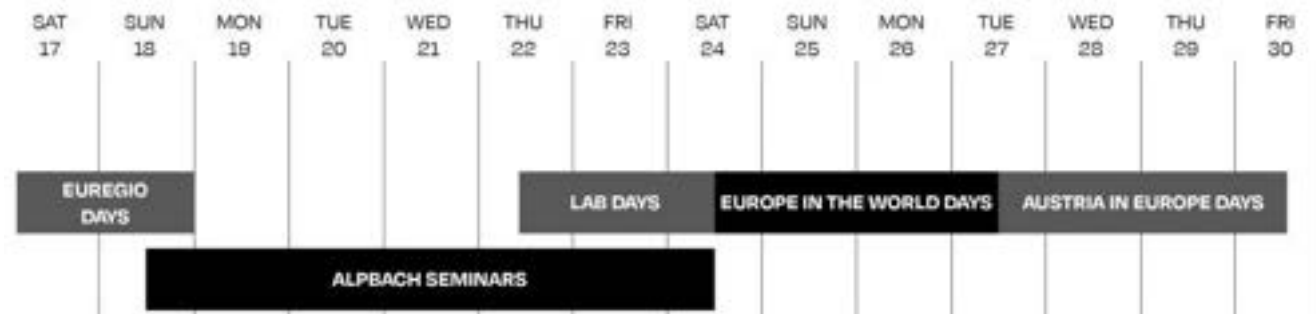 SAT SUN MON TUE WED THU FRI SAT SUN MON TUE WED THU FRI
17 18 19 20 21 22 23 24 25 26 27 28 29 30
EUREGIO
DAYS
LAB DAYS
EUROPE IN THE WORLD DAYS
AUSTRIA IN EUROPE DAYS
ALPBACH SEMINARS